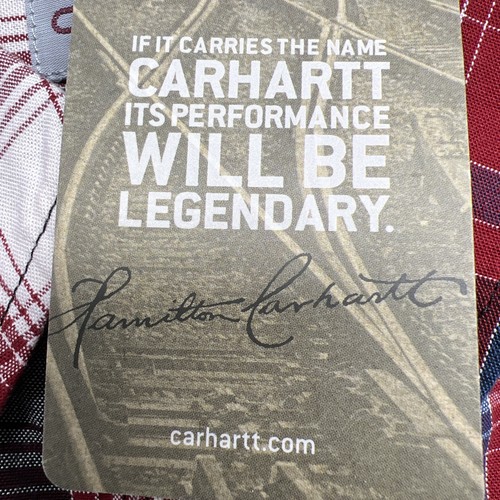 IF IT CARRIES THE NAME
CARHARTT
ITS PERFORMANCE
WILL BE
LEGENDARY.
Hamilton Carhartt
carhartt.com